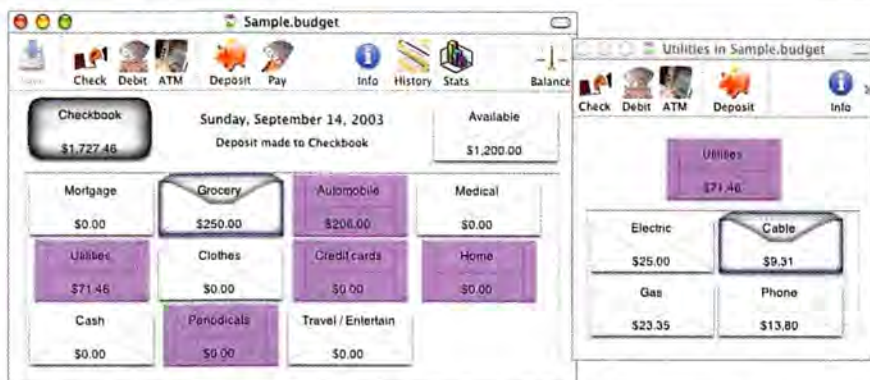 Sample.budget
Save Check Debit ATM Deposit Pay Info History Stats Balance
Checkbook
$1,727.46
Sunday, September 14, 2003
Deposit made to Checkbook
Available
$1,200.00
Mortgage Grocery Automobile Medical
$0.00 $250.00 $206.00 $0.00
Utilities Clothes Credit cards Home
$71.46 $0.00 $0.00 $0.00
Cash Periodicals Travel / Entertain
$0.00 $0.00 $0.00
Utilities in Sample.budget
Check Debit ATM Deposit Info »
Utilities
$71.46
Electric Cable
$25.00 $9.31
Gas Phone
$23.35 $13.80